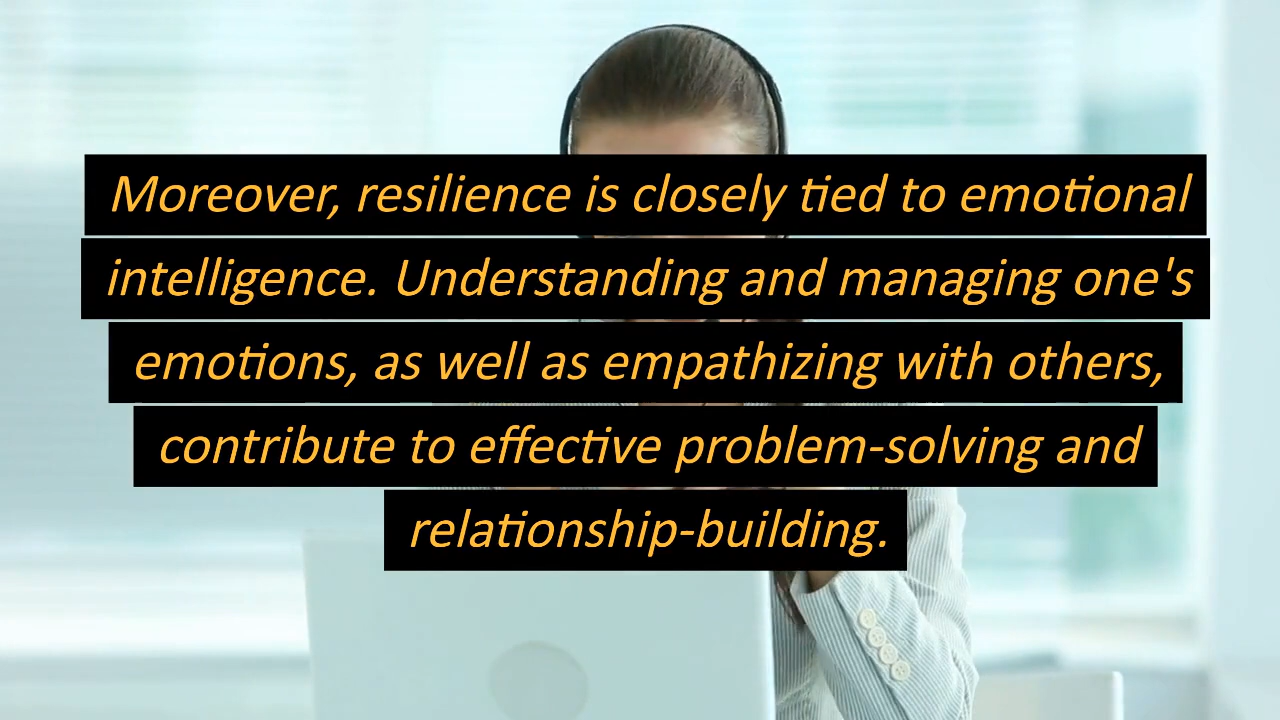 Moreover, resilience is closely tied to emotional
intelligence. Understanding and managing one's
emotions, as well as empathizing with others,
contribute to effective problem-solving and
relationship-building.